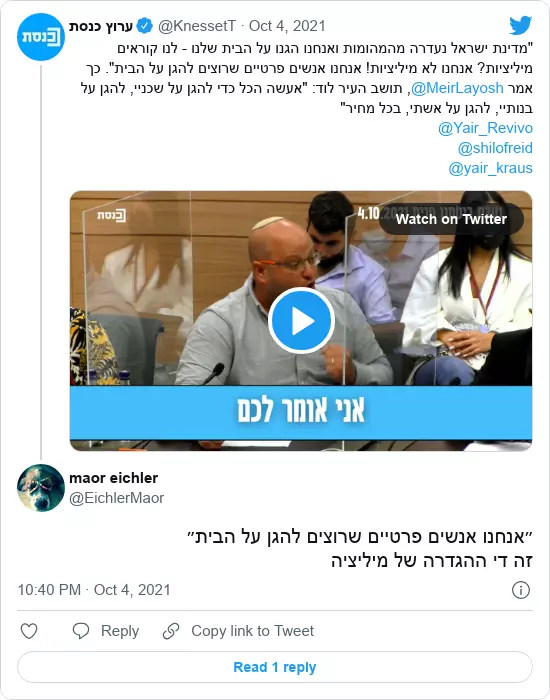 ערוץ כנסת @KnessetT · Oct 4, 2021
"מדינת ישראל נעדרה מהמהומות ואנחנו הגנו על הבית שלנו - לנו קוראים
מיליציות? אנחנו לא מיליציות! אנחנו אנשים פרטיים שרוצים להגן על הבית". כך
אמר @MeirLayosh, תושב העיר לוד: "אעשה הכל כדי להגן על שכניי, להגן על
בנותיי, להגן על אשתי, בכל מחיר"
@Yair_Revivo
@shilofreid
@yair_kraus
כנסת
4.10
Watch on Twitter
אני אומר לכם
maor eichler
@EichlerMaor
״אנחנו אנשים פרטיים שרוצים להגן על הבית״
זה די ההגדרה של מיליציה
10:40 PM · Oct 4, 2021
Reply
Copy link to Tweet
Read 1 reply